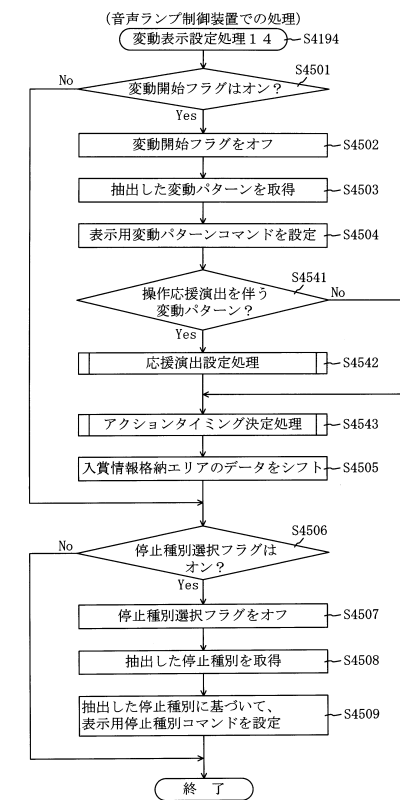 (音声ランプ制御装置での処理)
変動表示設定処理14 S4194
S4501
No
変動開始フラグはオン?
Yes
変動開始フラグをオフ S4502
抽出した変動パターンを取得 S4503
表示用変動パターンコマンドを設定 S4504
S4541
操作応援演出を伴う
変動パターン?
No
Yes
応援演出設定処理 S4542
アクションタイミング決定処理 S4543
入賞情報格納エリアのデータをシフト S4505
S4506
No
停止種別選択フラグは
オン?
Yes
停止種別選択フラグをオフ S4507
抽出した停止種別を取得 S4508
抽出した停止種別に基づいて、
表示用停止種別コマンドを設定 S4509
終 了